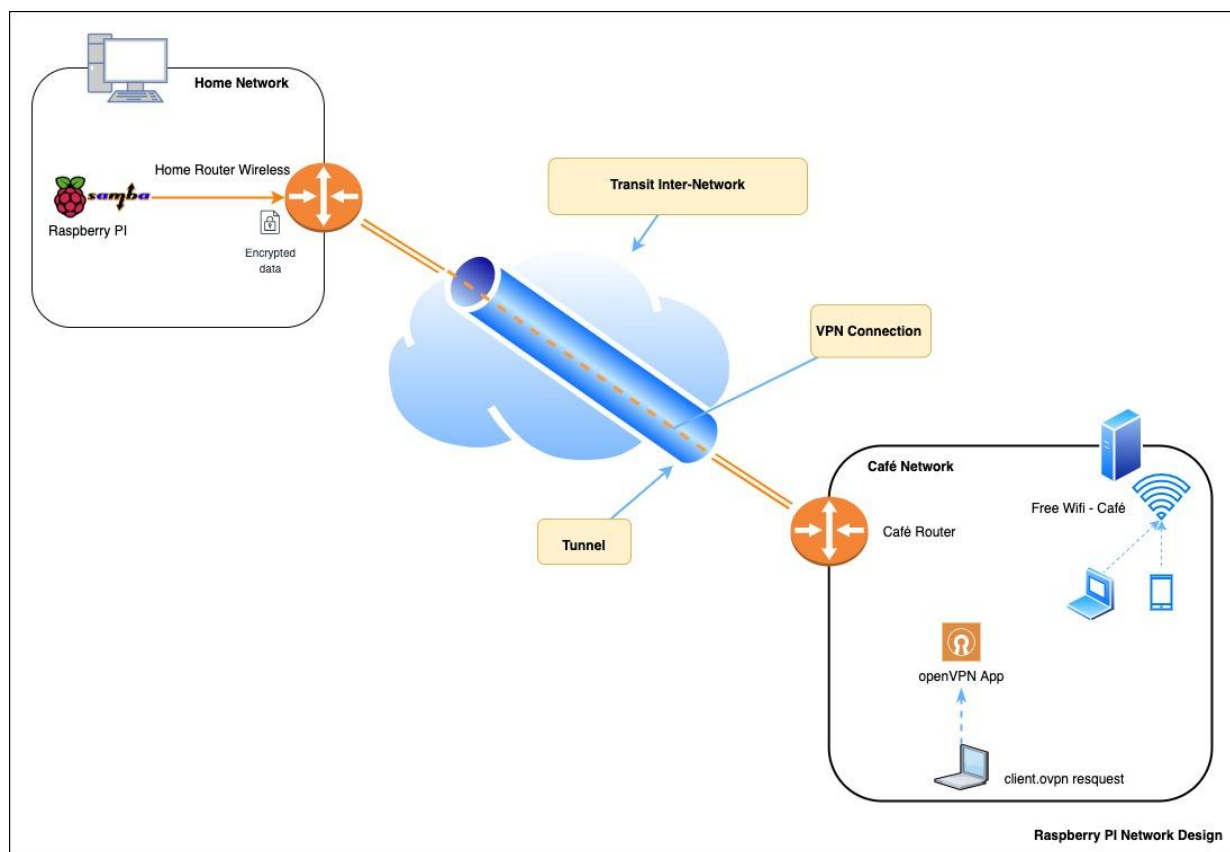 Home Network
Home Router Wireless
samba
Raspberry PI
Encrypted
data
Transit Inter-Network
VPN Connection
Tunnel
Café Network
Free Wifi - Café
Café Router
openVPN App
client.ovpn resquest
Raspberry PI Network Design